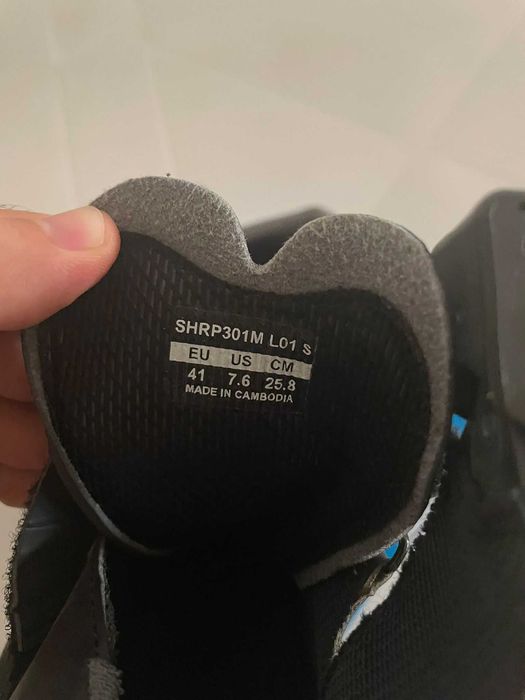 SHRP301M L01 S
EU US CM
41 7.6 25.8
MADE IN CAMBODIA